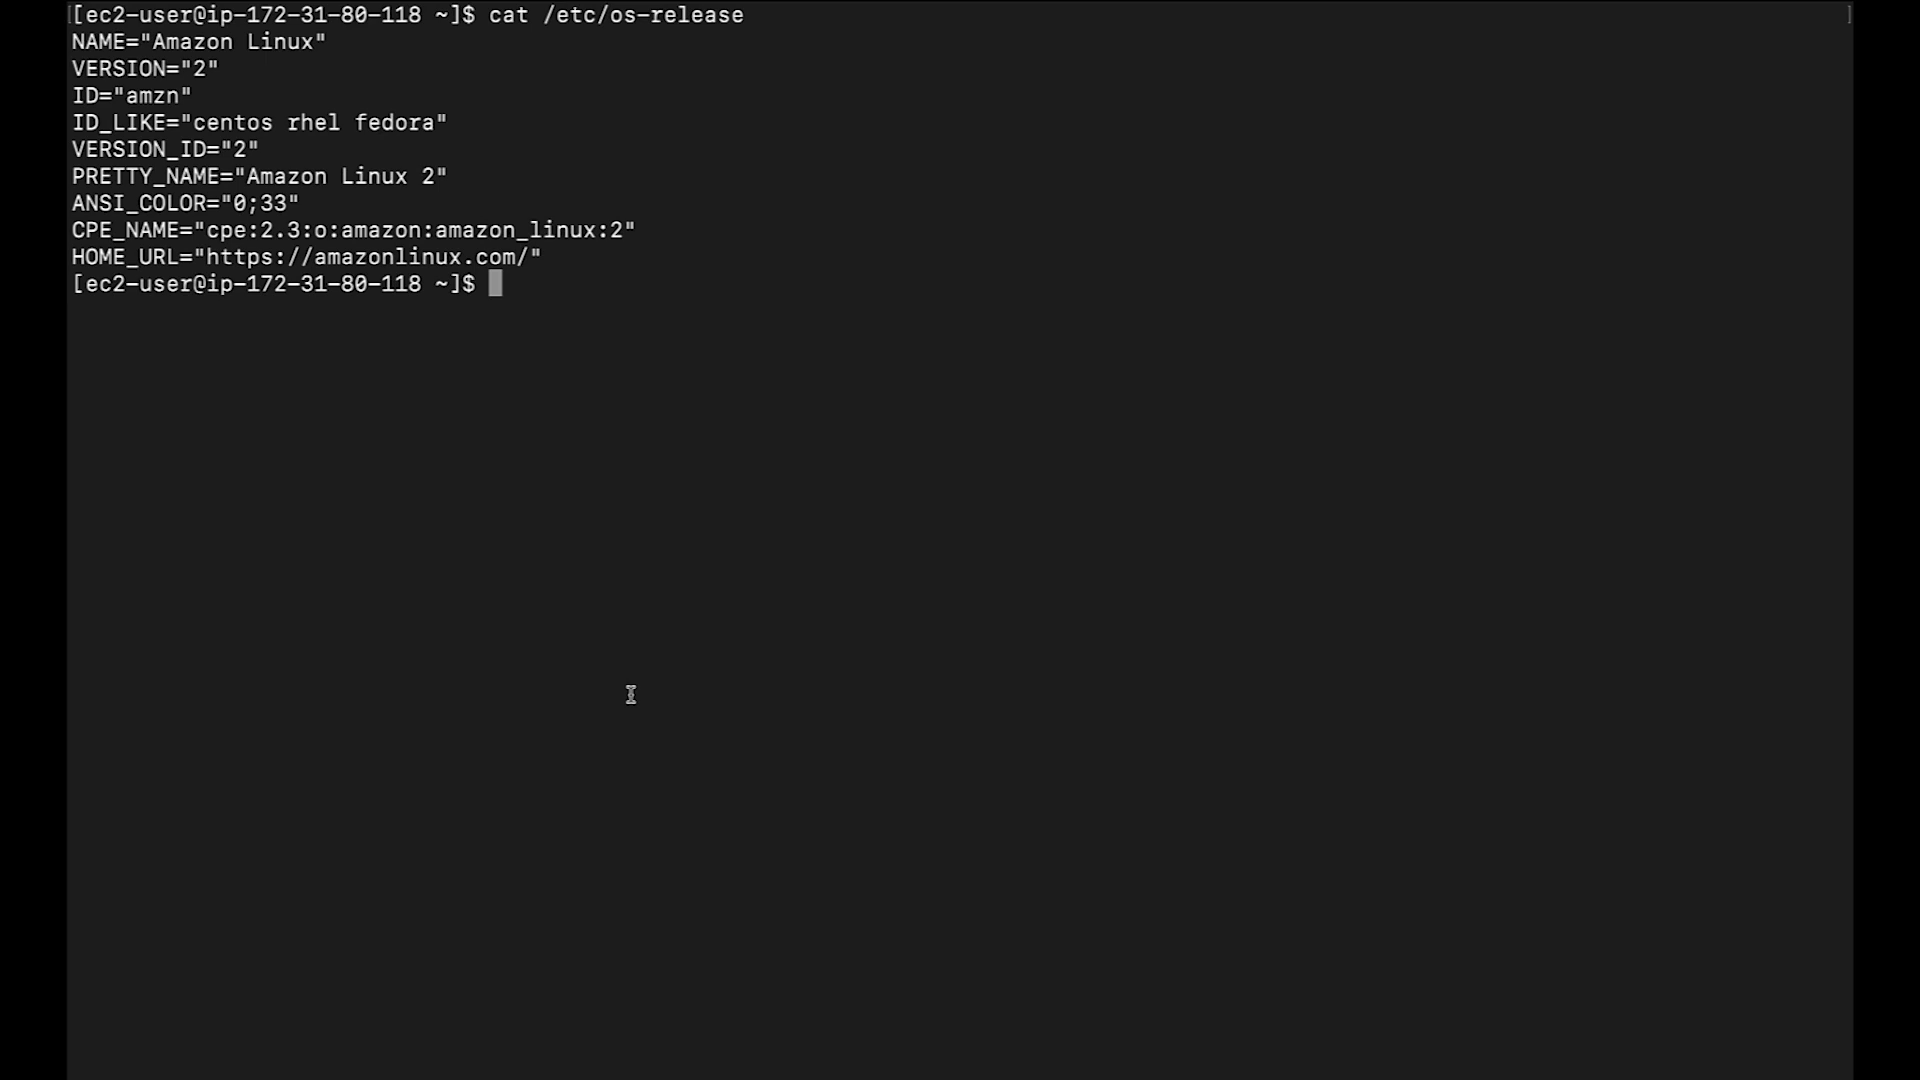 [ec2-user@ip-172-31-80-118 ~]$ cat /etc/os-release
NAME="Amazon Linux"
VERSION="2"
ID="amzn"
ID_LIKE="centos rhel fedora"
VERSION_ID="2"
PRETTY_NAME="Amazon Linux 2"
ANSI_COLOR="0;33"
CPE_NAME="cpe:2.3:o:amazon:amazon_linux:2"
HOME_URL="https://amazonlinux.com/"
[ec2-user@ip-172-31-80-118 ~]$